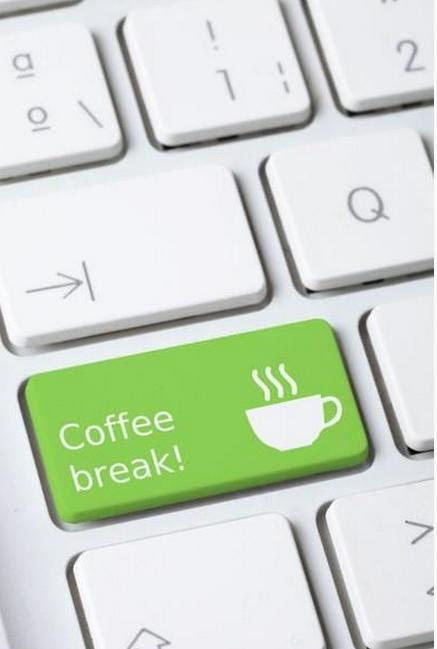 ª ! "
º \ 1 ¦ 2
Q
Coffee
break!
>
<